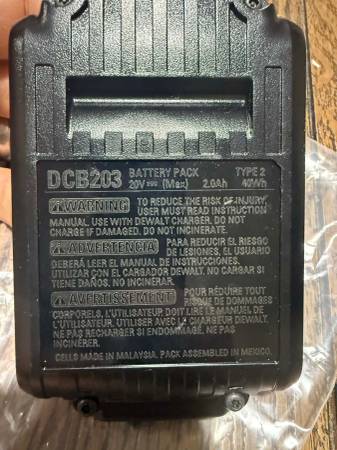 DCB203 BATTERY PACK TYPE 2
20V (Max) 2.0Ah 40Wh
WARNING TO REDUCE THE RISK OF INJURY,
USER MUST READ INSTRUCTION
MANUAL. USE WITH DEWALT CHARGER. DO NOT
CHARGE IF DAMAGED. DO NOT INCINERATE.
ADVERTENCIA PARA REDUCIR EL RIESGO
DE LESIONES, EL USUARIO
DEBERÁ LEER EL MANUAL DE INSTRUCCIONES.
UTILIZAR CON EL CARGADOR DEWALT. NO CARGAR SI
TIENE DAÑOS. NO INCINERAR.
AVERTISSEMENT POUR RÉDUIRE TOUT
RISQUE DE DOMMAGES
CORPORELS, L'UTILISATEUR DOIT LIRE LE MANUEL DE
L'UTILISATEUR. UTILISER AVEC LE CHARGEUR DEWALT.
NE PAS RECHARGER SI ENDOMMAGÉ, NE PAS
INCINÉRER.
CELLS MADE IN MALAYSIA. PACK ASSEMBLED IN MEXICO.